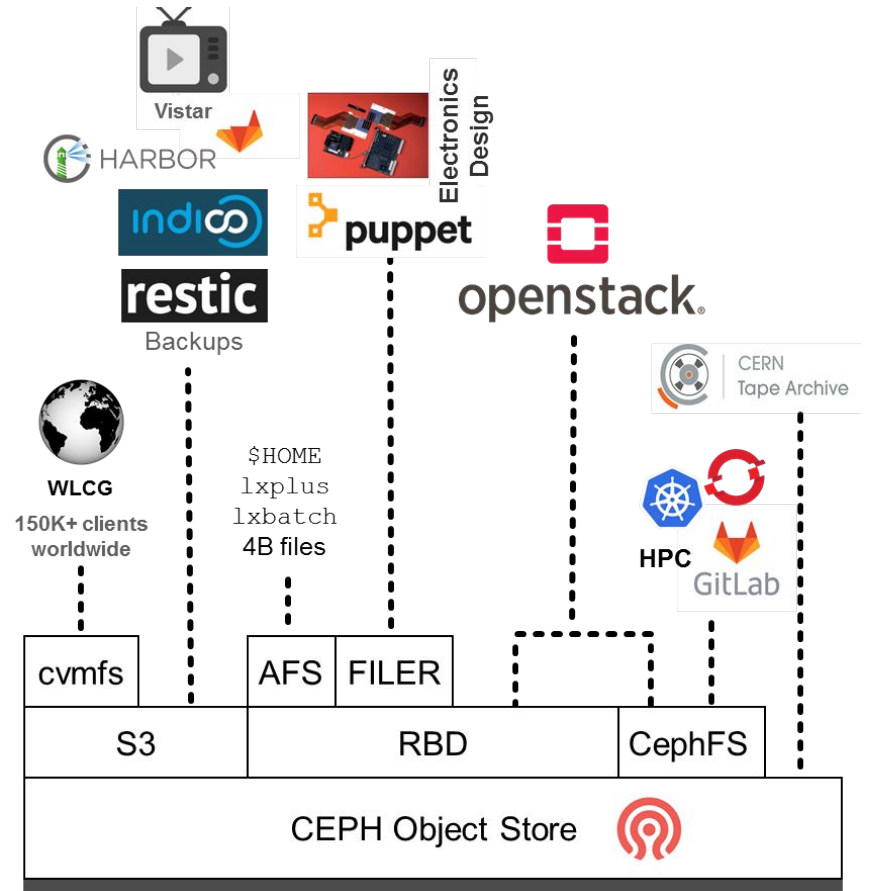 Vistar
HARBOR
Electronics
Design
indico
puppet
restic
Backups
openstack®
CERN
Tape Archive
WLCG
150K+ clients
worldwide
$HOME
lxplus
lxbatch
4B files
HPC
GitLab
cvmfs
AFS
FILER
S3
RBD
CephFS
CEPH Object Store